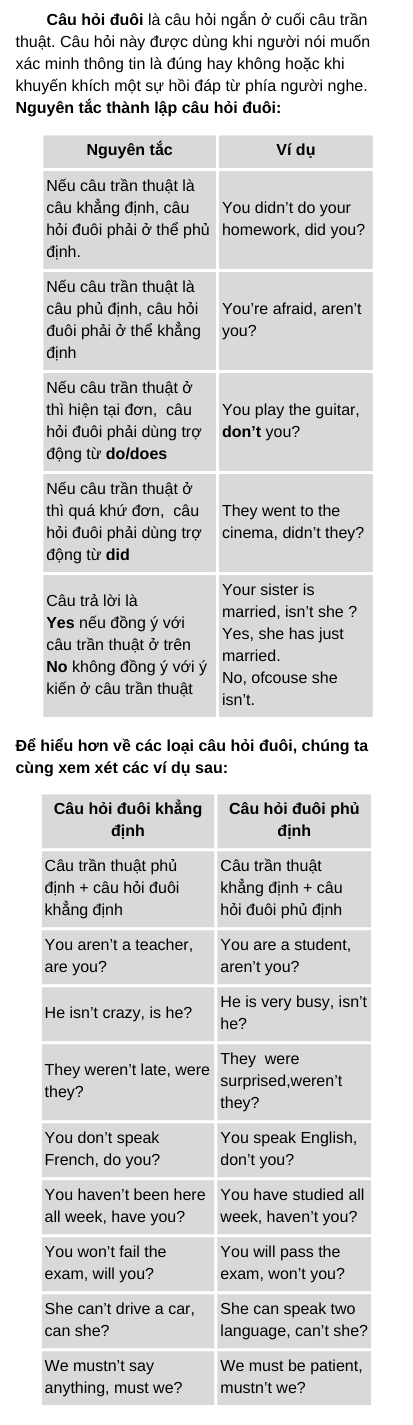 Câu hỏi đuôi là câu hỏi ngắn ở cuối câu trần
thuật. Câu hỏi này được dùng khi người nói muốn
xác minh thông tin là đúng hay không hoặc khi
khuyến khích một sự hồi đáp từ phía người nghe.
Nguyên tắc thành lập câu hỏi đuôi:
Nguyên tắc
Ví dụ
Nếu câu trần thuật là
câu khẳng định, câu
hỏi đuôi phải ở thể phủ
định.
You didn’t do your
homework, did you?
Nếu câu trần thuật là
câu phủ định, câu hỏi
đuôi phải ở thể khẳng
định
You’re afraid, aren’t
you?
Nếu câu trần thuật ở
thì hiện tại đơn, câu
hỏi đuôi phải dùng trợ
động từ do/does
You play the guitar,
don’t you?
Nếu câu trần thuật ở
thì quá khứ đơn, câu
hỏi đuôi phải dùng trợ
động từ did
They went to the
cinema, didn’t they?
Câu trả lời là
Yes nếu đồng ý với
câu trần thuật ở trên
No không đồng ý với ý
kiến ở câu trần thuật
Your sister is
married, isn’t she ?
Yes, she has just
married.
No, ofcouse she
isn’t.
Để hiểu hơn về các loại câu hỏi đuôi, chúng ta
cùng xem xét các ví dụ sau:
Câu hỏi đuôi khẳng
định
Câu hỏi đuôi phủ
định
Câu trần thuật phủ
định + câu hỏi đuôi
khẳng định
Câu trần thuật
khẳng định + câu
hỏi đuôi phủ định
You aren’t a teacher,
are you?
You are a student,
aren’t you?
He isn’t crazy, is he?
He is very busy, isn’t
he?
They weren’t late, were
they?
They were
surprised,weren’t
they?
You don’t speak
French, do you?
You speak English,
don’t you?
You haven’t been here
all week, have you?
You have studied all
week, haven’t you?
You won’t fail the
exam, will you?
You will pass the
exam, won’t you?
She can’t drive a car,
can she?
She can speak two
language, can’t she?
We mustn’t say
anything, must we?
We must be patient,
mustn’t we?